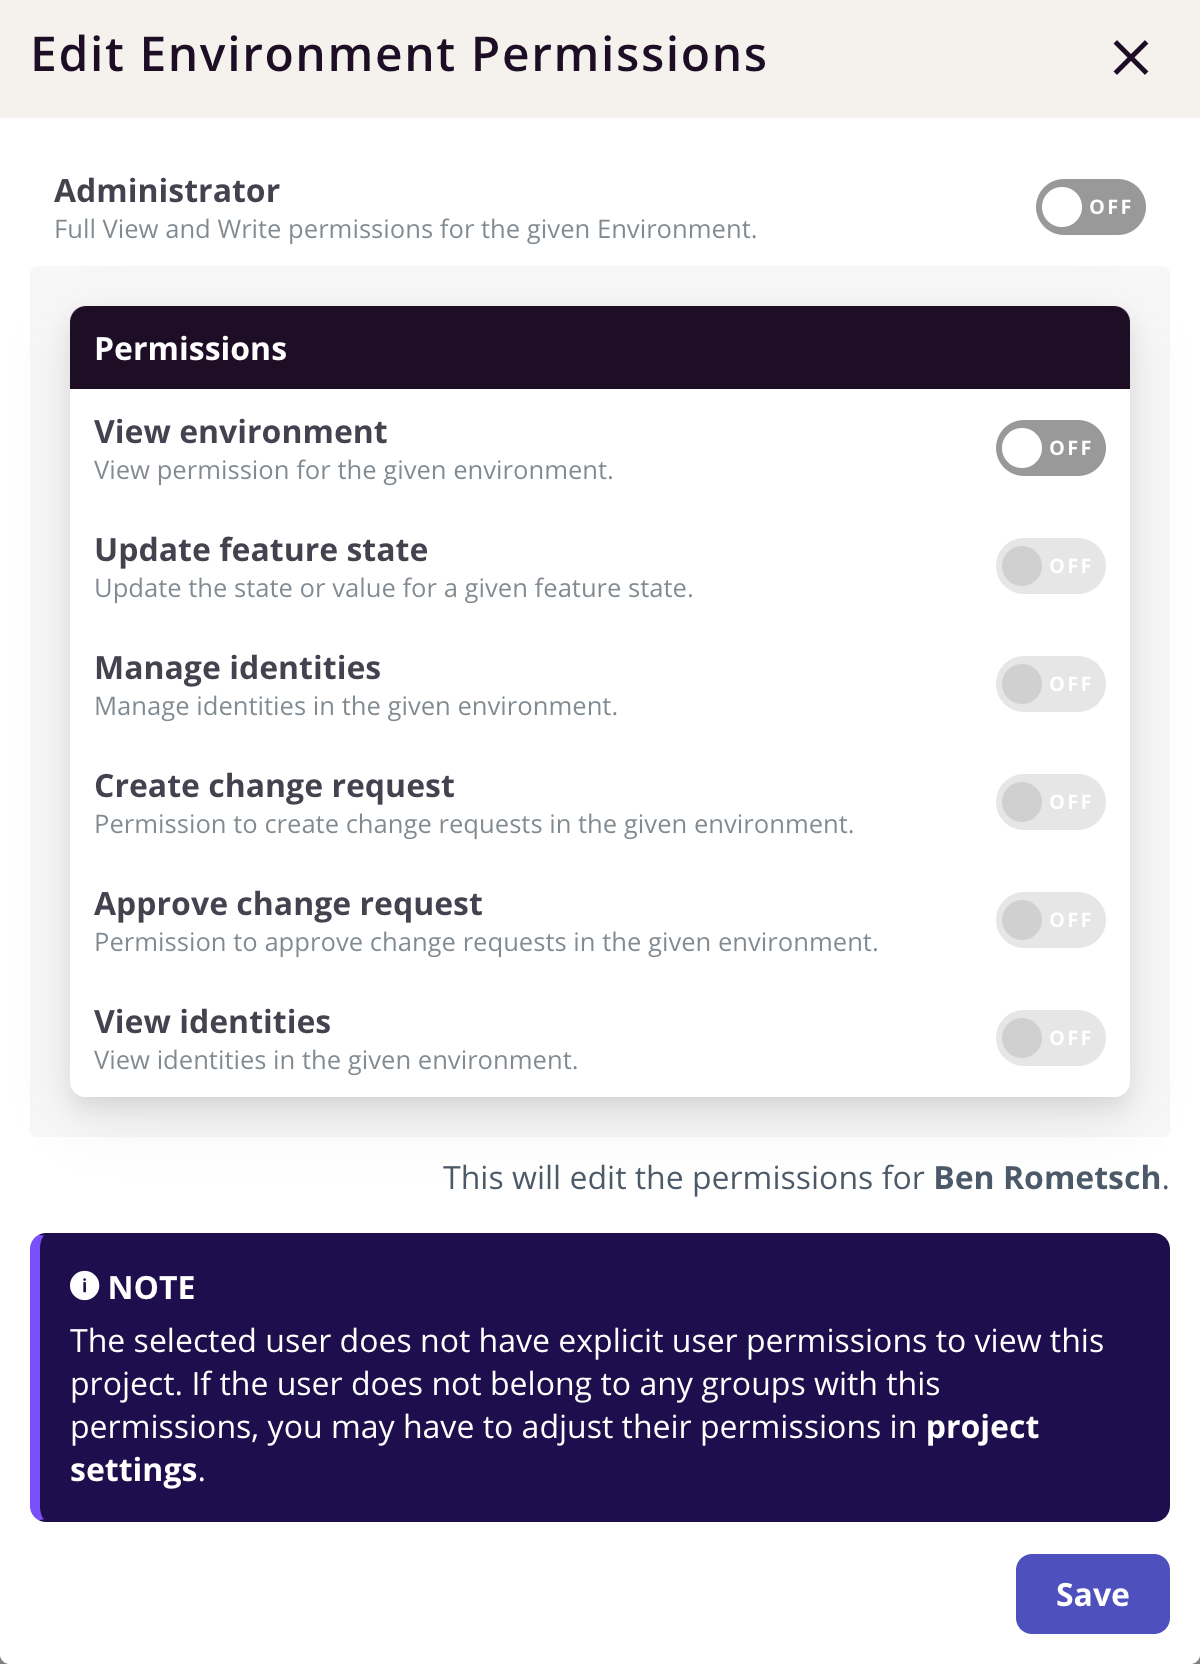 Edit Environment Permissions
Administrator
OFF
Full View and Write permissions for the given Environment.
Permissions
View environment
OFF
View permission for the given environment.
Update feature state
OFF
Update the state or value for a given feature state.
Manage identities
OFF
Manage identities in the given environment.
Create change request
OFF
Permission to create change requests in the given environment.
Approve change request
OFF
Permission to approve change requests in the given environment.
View identities
OFF
View identities in the given environment.
This will edit the permissions for Ben Rometsch.
NOTE
The selected user does not have explicit user permissions to view this
project. If the user does not belong to any groups with this
permissions, you may have to adjust their permissions in project
settings.
Save